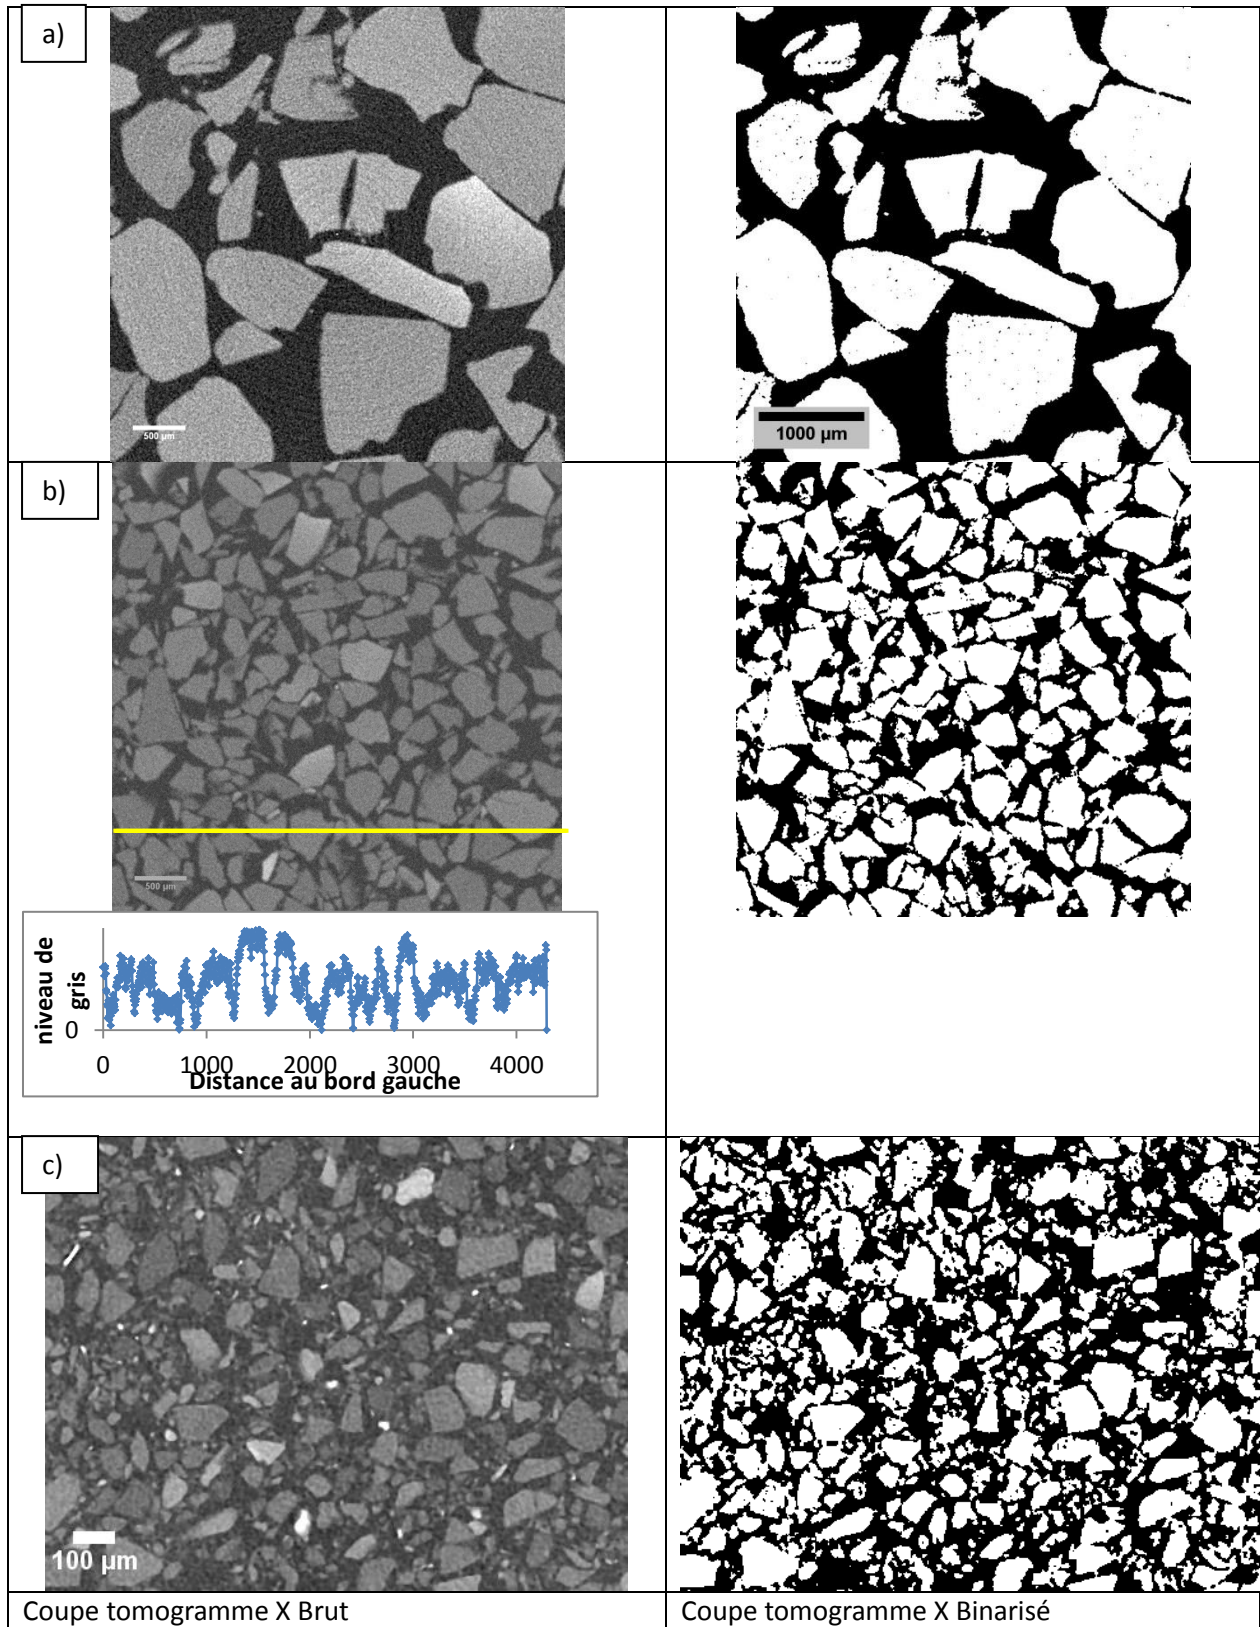 a)
500 µm
1000 µm
b)
500 µm
niveau de
gris
0
0 1000 2000 3000 4000
Distance au bord gauche
c)
100 µm
Coupe tomogramme X Brut
Coupe tomogramme X Binarisé